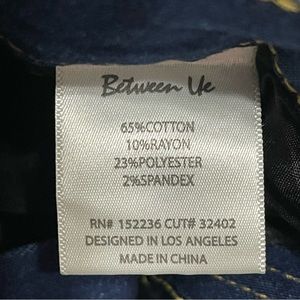 Between Us
65%COTTON
10%RAYON
23%POLYESTER
2%SPANDEX
RN# 152236 CUT# 32402
DESIGNED IN LOS ANGELES
MADE IN CHINA